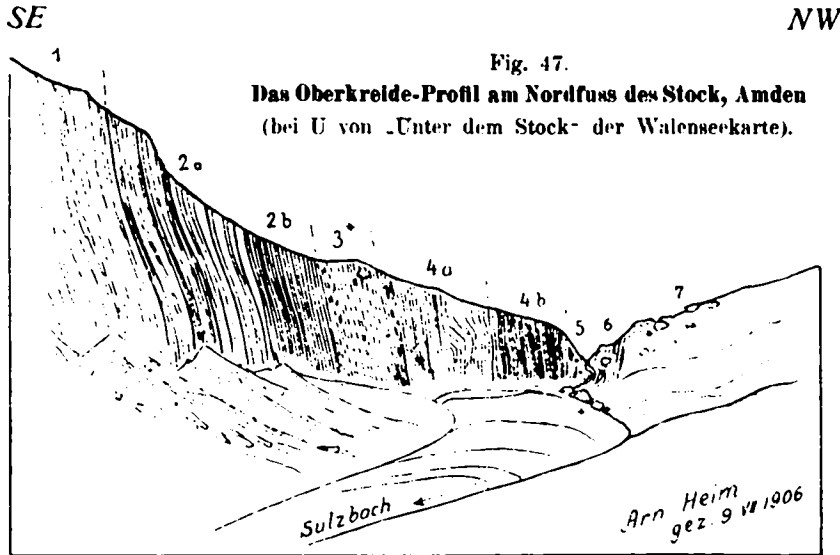 SE NW
Fig. 47.
Das Oberkreide-Profil am Nordfuss des Stock, Amden
(bei U von „Unter dem Stock“ der Walenseekarte).
1
2a
2b
3
4a
4b
5
6
7
Sulzbach
Arn Heim
gez. 9 VII 1906